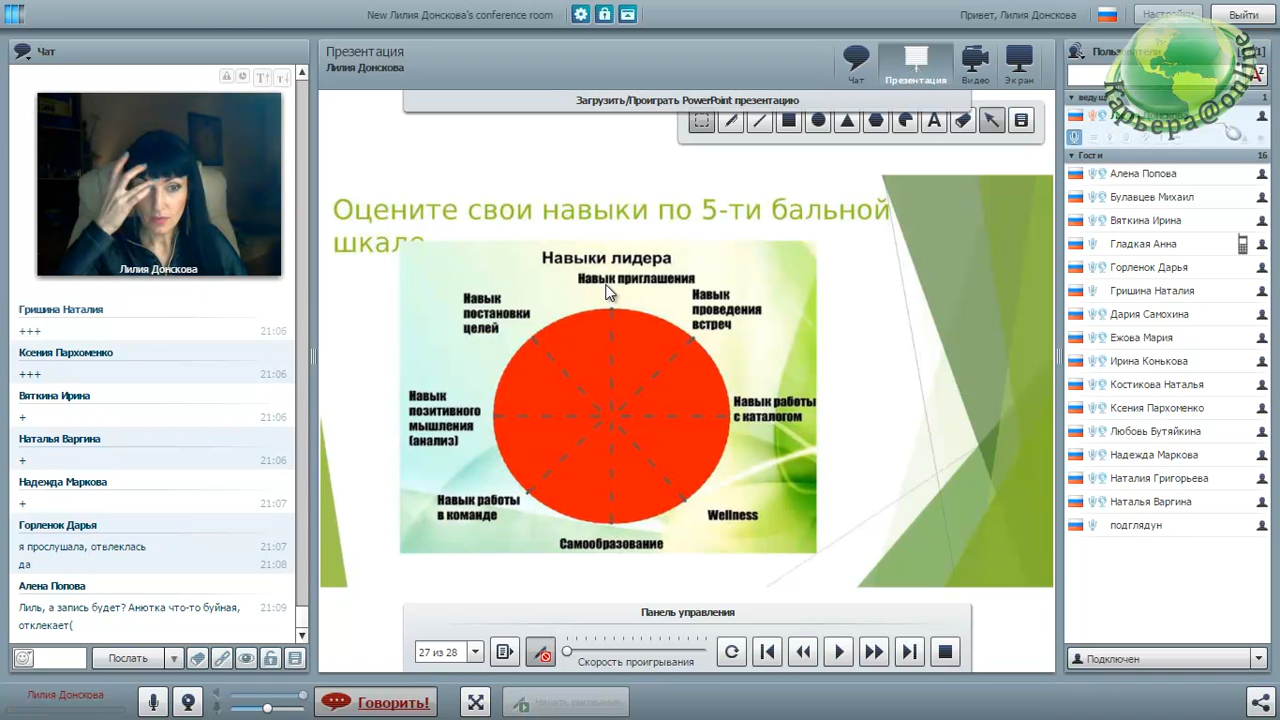 New Лилия Донскова's conference room
Привет, Лилия Донскова
Настройки
Выйти
Чат
Лилия Донскова
Гришина Наталия
+++
21:06
Ксения Пархоменко
+++
21:06
Вяткина Ирина
+
21:06
Наталья Варгина
+
21:06
Надежда Маркова
+
21:07
Горленок Дарья
я прослушала, отвлеклась
21:07
да
21:08
Алена Попова
Лиль, а запись будет? Анютка что-то буйная,
21:09
отклекает(
Послать
Презентация
Лилия Донскова
Чат
Презентация
Видео
Экран
Загрузить/Проиграть PowerPoint презентацию
Оцените свои навыки по 5-ти бальной
шкале
Навыки лидера
Навык приглашения
Навык
проведения
встреч
Навык
постановки
целей
Навык
позитивного
мышления
(анализ)
Навык работы
с каталогом
Навык работы
в команде
Wellness
Самообразование
Панель управления
27 из 28
Скорость проигрывания
карьера@online
Гости
16
Алена Попова
Булавцев Михаил
Вяткина Ирина
Гладкая Анна
Горленок Дарья
Гришина Наталия
Дария Самохина
Ежова Мария
Ирина Конькова
Костикова Наталья
Ксения Пархоменко
Любовь Бутяйкина
Надежда Маркова
Наталия Григорьева
Наталья Варгина
подглядун
Подключен
Лилия Донскова
Говорить!